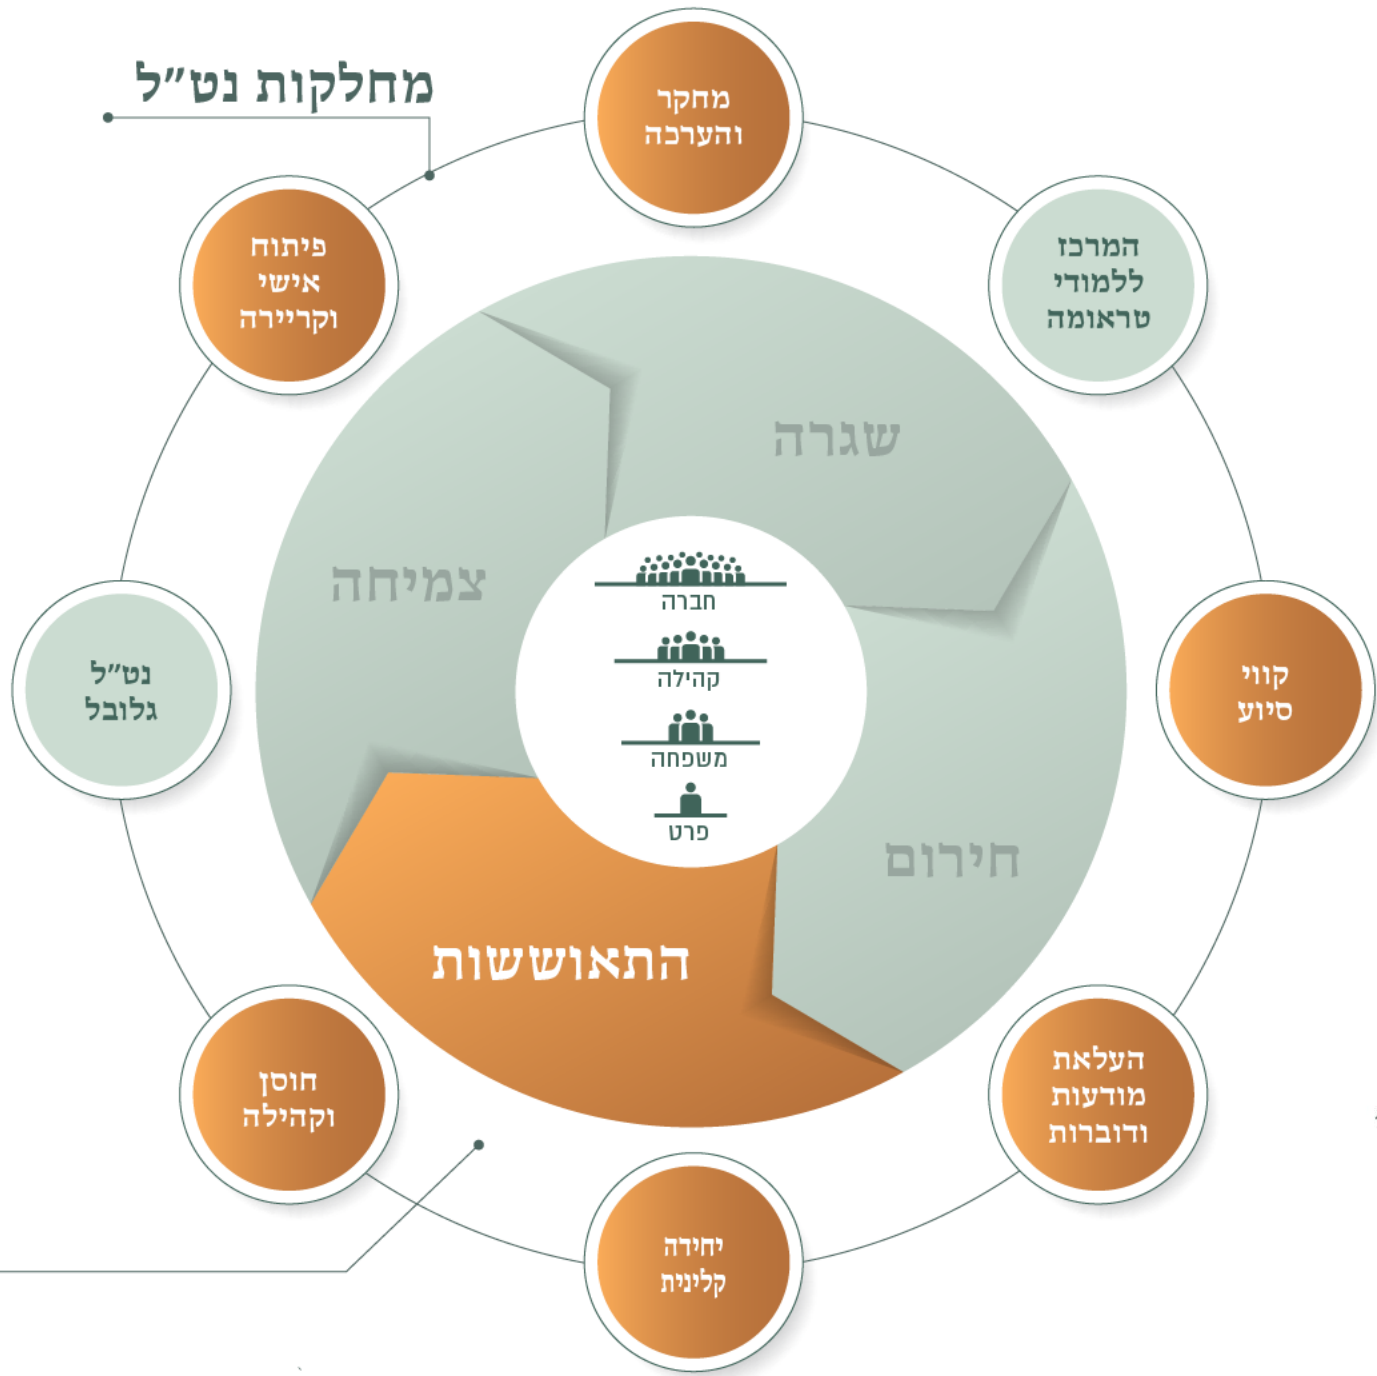 מחלקות נט״ל
מחקר
והערכה
המרכז
ללמודי
טראומה
קווי
סיוע
העלאת
מודעות
ודוברות
יחידה
קלינית
חוסן
וקהילה
נט״ל
גלובל
פיתוח
אישי
וקריירה
שגרה
חירום
התאוששות
צמיחה
חברה
קהילה
משפחה
פרט